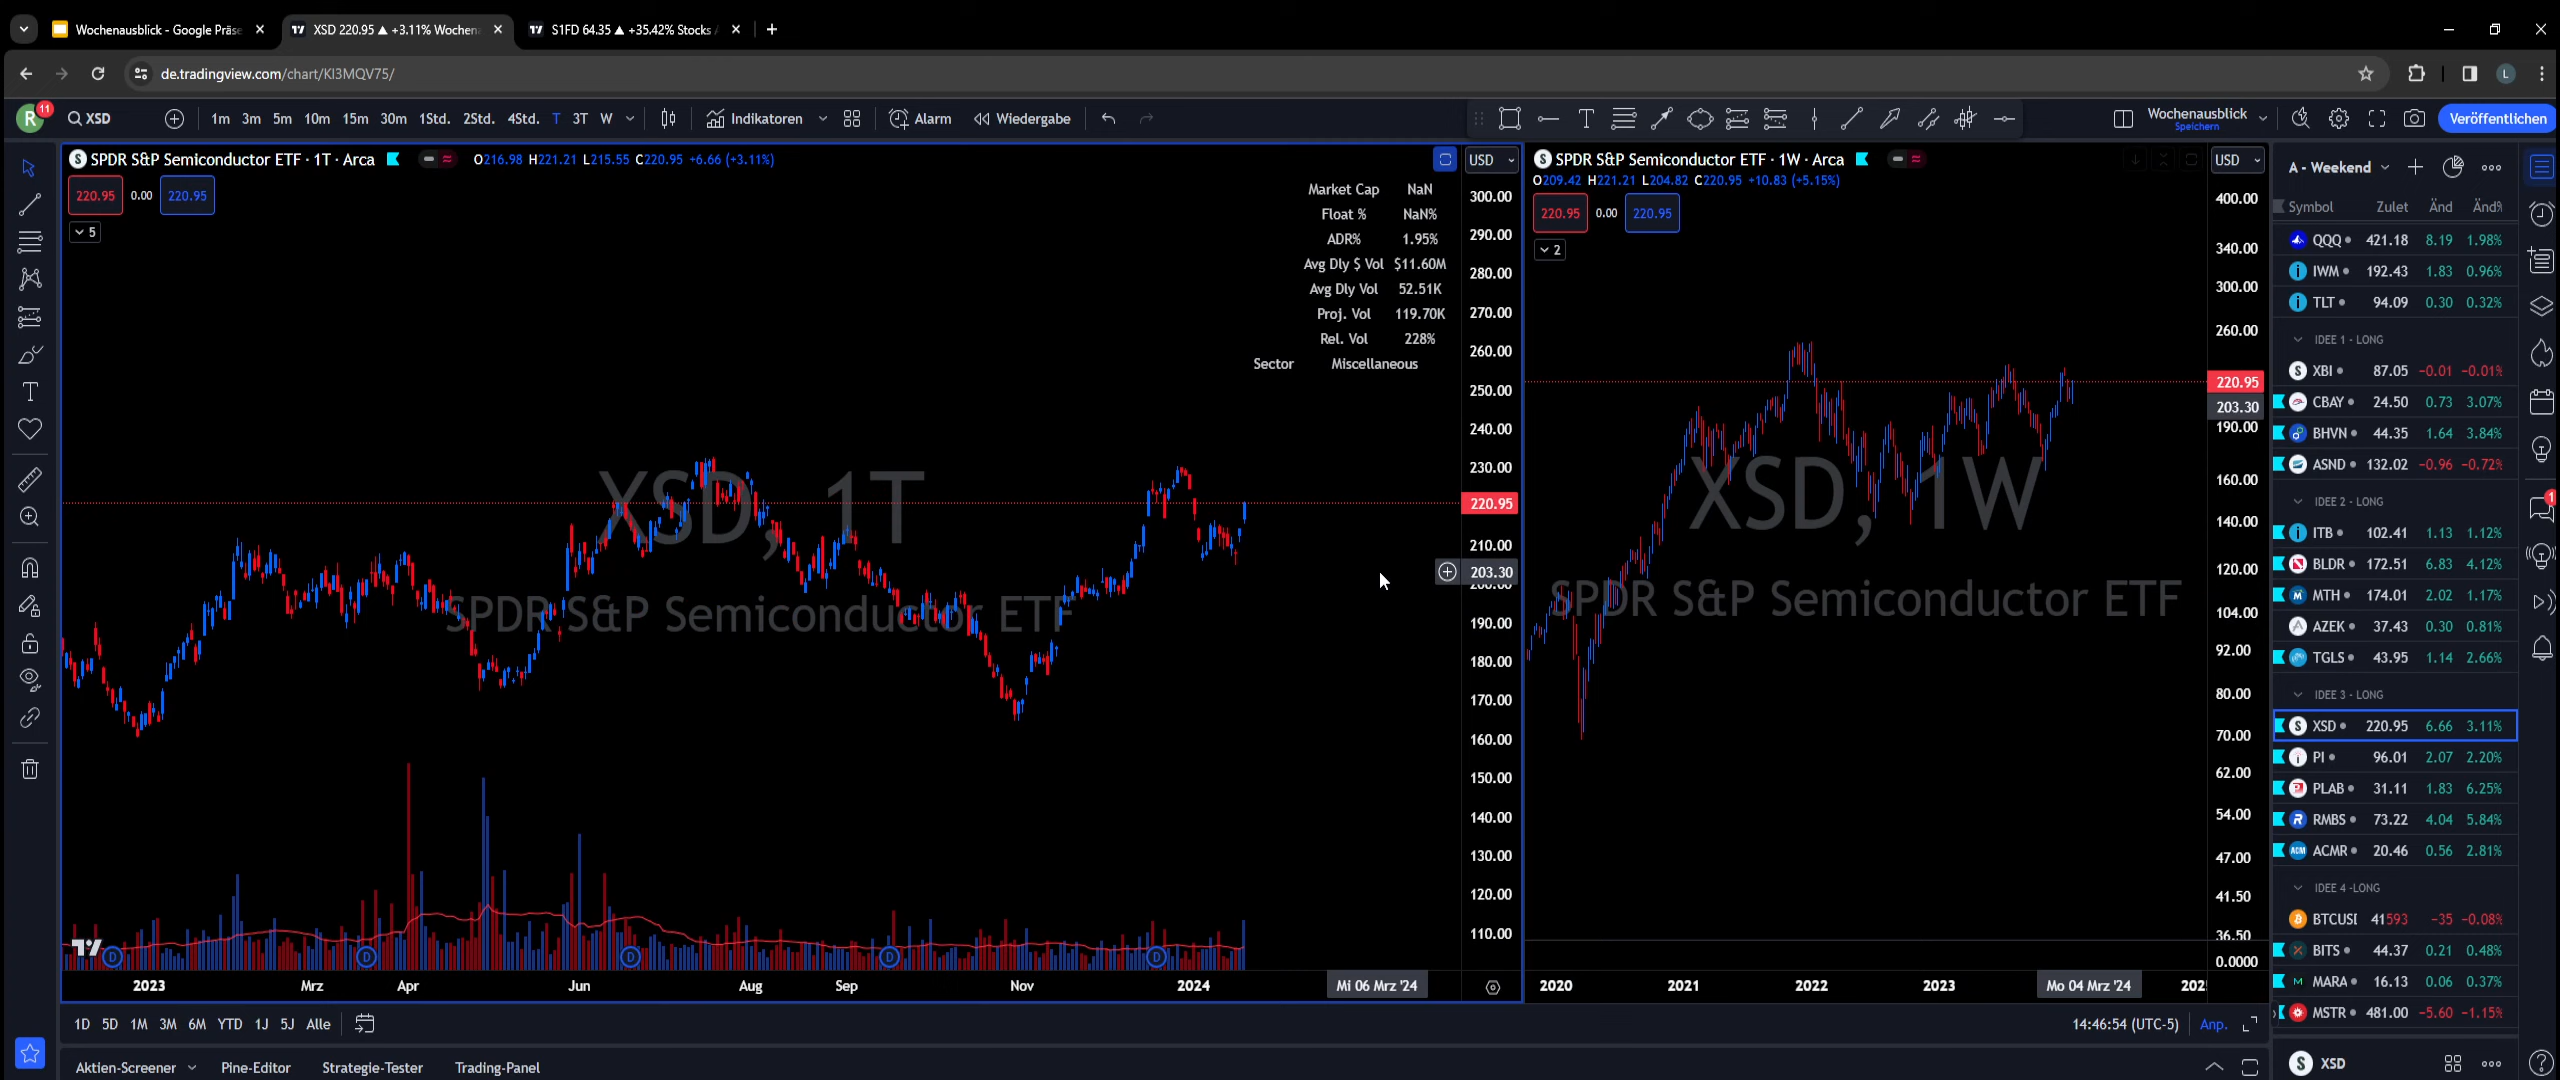 Wochenausblick - Google Präse
XSD 220.95 ▲ +3.11% Wochen
S1FD 64.35 ▲ +35.42% Stocks /
de.tradingview.com/chart/KI3MQV75/
L
R 11
XSD
1m 3m 5m 10m 15m 30m 1Std. 2Std. 4Std. T 3T W
Indikatoren
Alarm
Wiedergabe
Wochenausblick
Speichern
Veröffentlichen
SPDR S&P Semiconductor ETF · 1T · Arca
O216.98 H221.21 L215.55 C220.95 +6.66 (+3.11%)
220.95 0.00 220.95
5
USD
Market Cap NaN
Float % NaN%
ADR% 1.95%
Avg Dly $ Vol $11.60M
Avg Dly Vol 52.51K
Proj. Vol 119.70K
Rel. Vol 228%
Sector Miscellaneous
300.00
290.00
280.00
270.00
260.00
250.00
240.00
230.00
220.95
210.00
203.30
190.00
180.00
170.00
160.00
150.00
140.00
130.00
120.00
110.00
XSD, 1T
SPDR S&P Semiconductor ETF
D D D D D
2023 Mrz Apr Jun Aug Sep Nov 2024 Mi 06 Mrz '24
SPDR S&P Semiconductor ETF · 1W · Arca
O209.42 H221.21 L204.82 C220.95 +10.83 (+5.15%)
220.95 0.00 220.95
2
USD
400.00
340.00
300.00
260.00
220.95
203.30
190.00
160.00
140.00
120.00
104.00
92.00
80.00
70.00
62.00
54.00
47.00
41.50
36.50
0.0000
XSD, 1W
SPDR S&P Semiconductor ETF
2020 2021 2022 2023 Mo 04 Mrz '24 202
1D 5D 1M 3M 6M YTD 1J 5J Alle
14:46:54 (UTC-5) Anp.
Aktien-Screener Pine-Editor Strategie-Tester Trading-Panel
A - Weekend
Symbol Zulet Änd Änd%
QQQ 421.18 8.19 1.98%
IWM 192.43 1.83 0.96%
TLT 94.09 0.30 0.32%
IDEE 1 - LONG
XBI 87.05 -0.01 -0.01%
CBAY 24.50 0.73 3.07%
BHVN 44.35 1.64 3.84%
ASND 132.02 -0.96 -0.72%
IDEE 2 - LONG
ITB 102.41 1.13 1.12%
BLDR 172.51 6.83 4.12%
MTH 174.01 2.02 1.17%
AZEK 37.43 0.30 0.81%
TGLS 43.95 1.14 2.66%
IDEE 3 - LONG
XSD 220.95 6.66 3.11%
PI 96.01 2.07 2.20%
PLAB 31.11 1.83 6.25%
RMBS 73.22 4.04 5.84%
ACMR 20.46 0.56 2.81%
IDEE 4 -LONG
BTCUSI 41593 -35 -0.08%
BITS 44.37 0.21 0.48%
MARA 16.13 0.06 0.37%
MSTR 481.00 -5.60 -1.15%
XSD
1